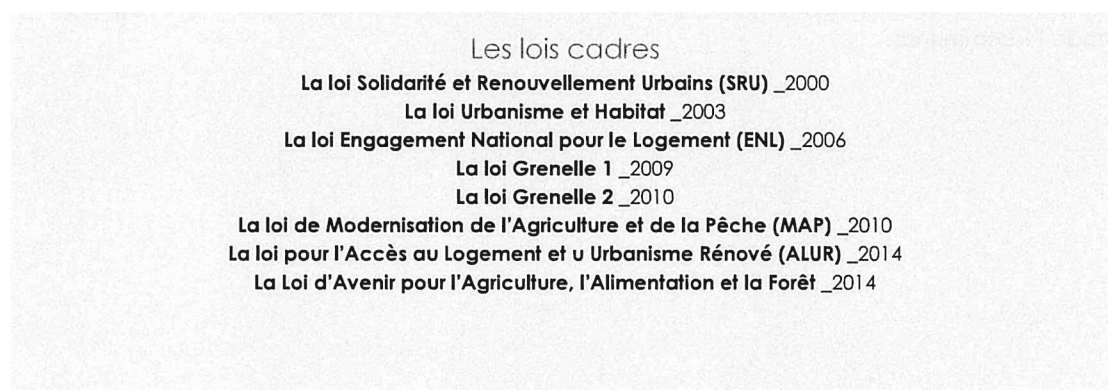 Les lois cadres
La loi Solidarité et Renouvellement Urbains (SRU) _2000
La loi Urbanisme et Habitat _2003
La loi Engagement National pour le Logement (ENL) _2006
La loi Grenelle 1 _2009
La loi Grenelle 2 _2010
La loi de Modernisation de l'Agriculture et de la Pêche (MAP) _2010
La loi pour l'Accès au Logement et u Urbanisme Rénové (ALUR) _2014
La Loi d'Avenir pour l'Agriculture, l'Alimentation et la Forêt _2014